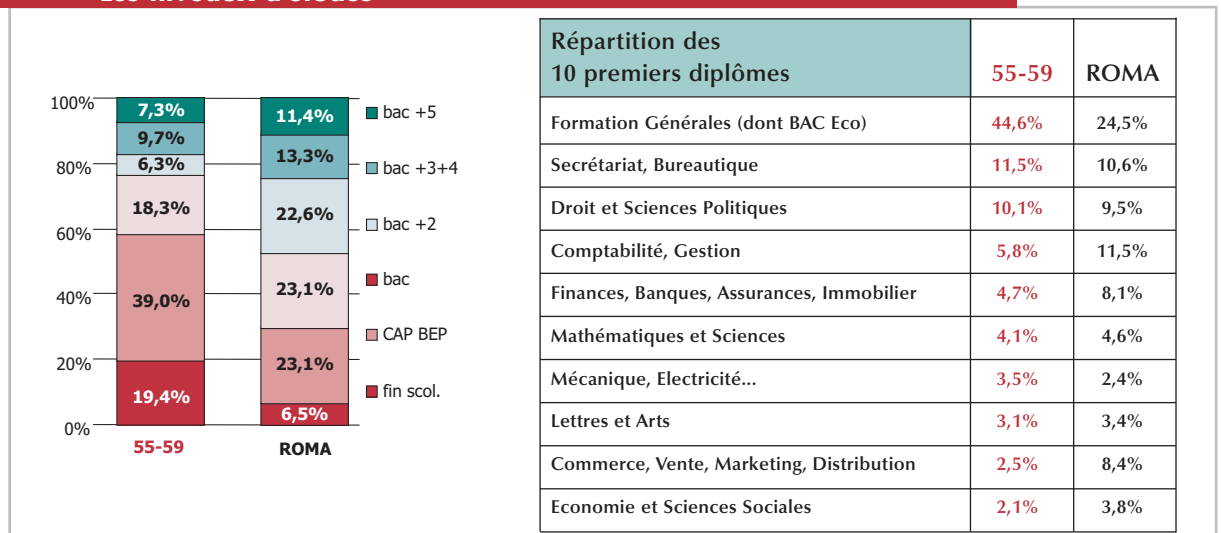 100%
80%
60%
40%
20%
0%
7,3%
9,7%
6,3%
18,3%
39,0%
19,4%
55-59
11,4%
13,3%
22,6%
23,1%
23,1%
6,5%
ROMA
bac +5
bac +3+4
bac +2
bac
CAP BEP
fin scol.
Répartition des
10 premiers diplômes 55-59 ROMA
Formation Générales (dont BAC Eco) 44,6% 24,5%
Secrétariat, Bureautique 11,5% 10,6%
Droit et Sciences Politiques 10,1% 9,5%
Comptabilité, Gestion 5,8% 11,5%
Finances, Banques, Assurances, Immobilier 4,7% 8,1%
Mathématiques et Sciences 4,1% 4,6%
Mécanique, Electricité... 3,5% 2,4%
Lettres et Arts 3,1% 3,4%
Commerce, Vente, Marketing, Distribution 2,5% 8,4%
Economie et Sciences Sociales 2,1% 3,8%